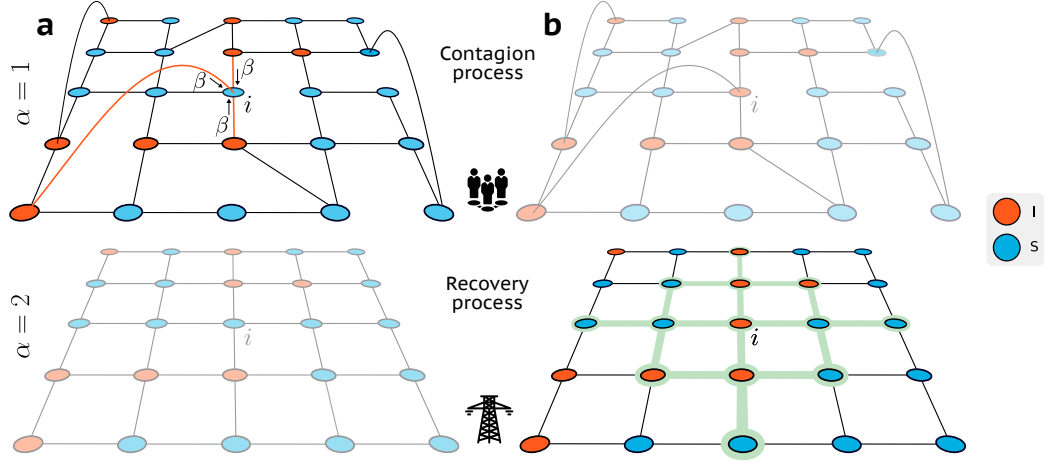 a
b
α = 1
Contagion
process
β
β
β
i
i
I
S
α = 2
Recovery
process
i
i